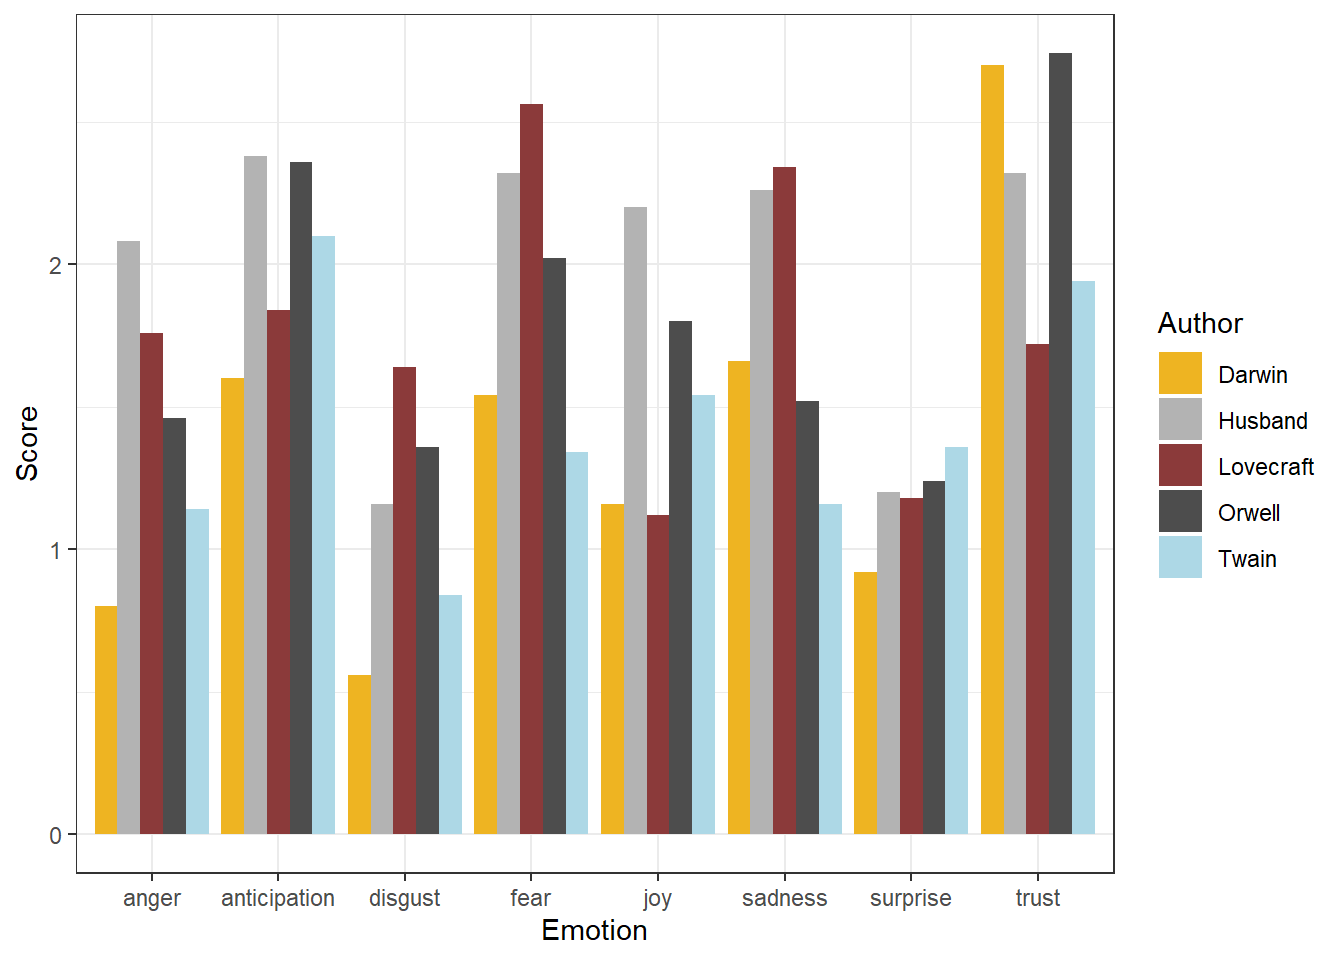 Score
2
1
0
anger anticipation disgust fear joy sadness surprise trust
Emotion
Author
Darwin
Husband
Lovecraft
Orwell
Twain